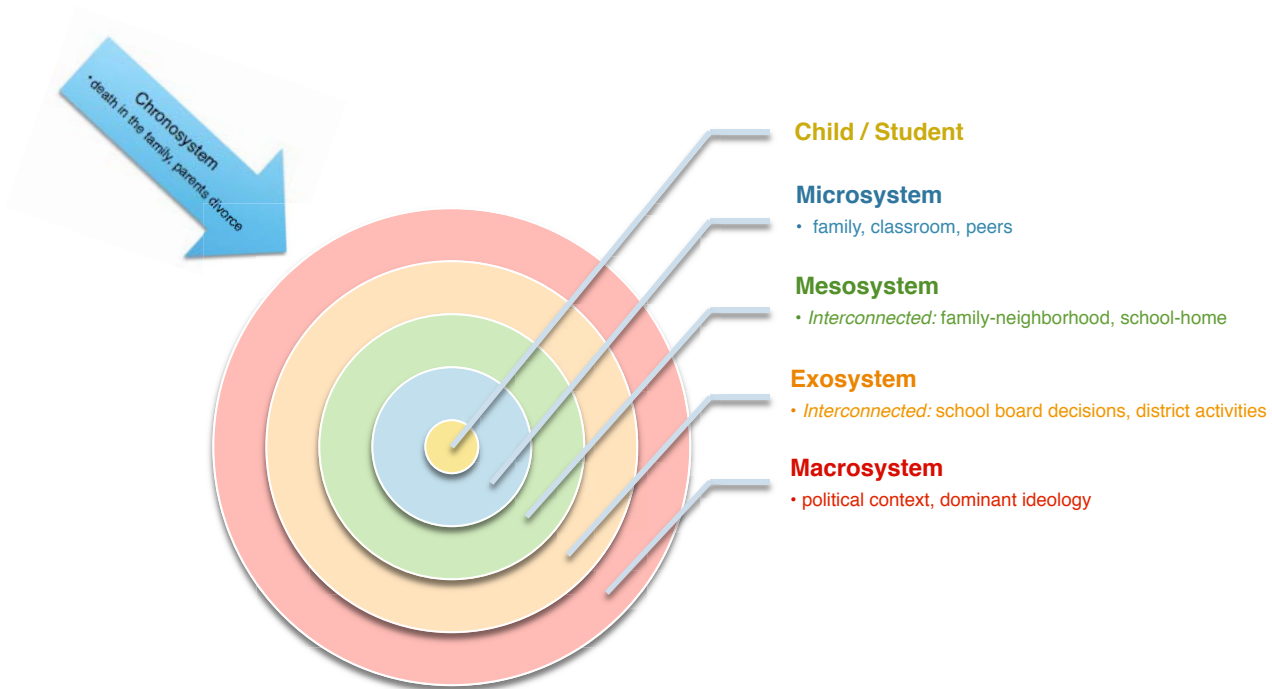 Chronosystem
• death in the family, parents divorce
Child / Student
Microsystem
• family, classroom, peers
Mesosystem
• Interconnected: family-neighborhood, school-home
Exosystem
• Interconnected: school board decisions, district activities
Macrosystem
• political context, dominant ideology